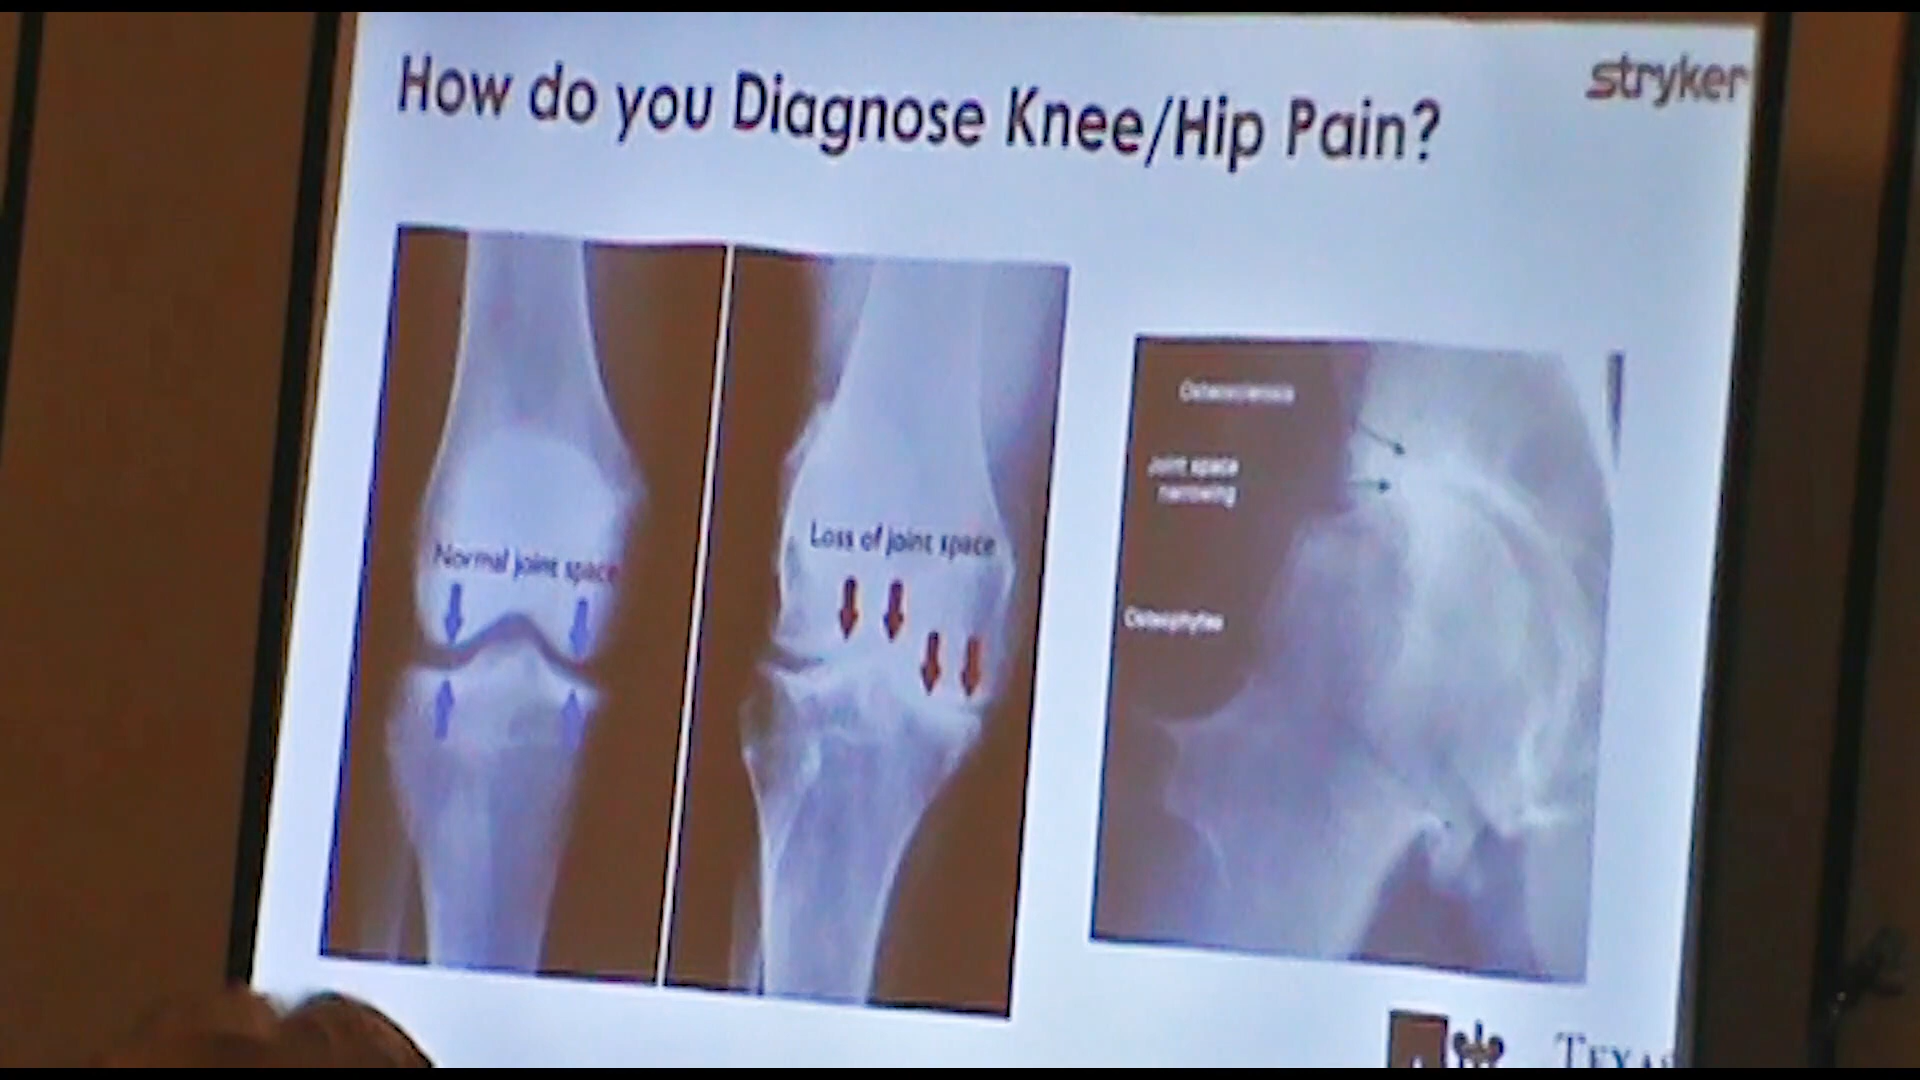 stryker
How do you Diagnose Knee/Hip Pain?
Normal joint space
Loss of joint space
Osteosclerosis
Joint space
narrowing
Osteophytes